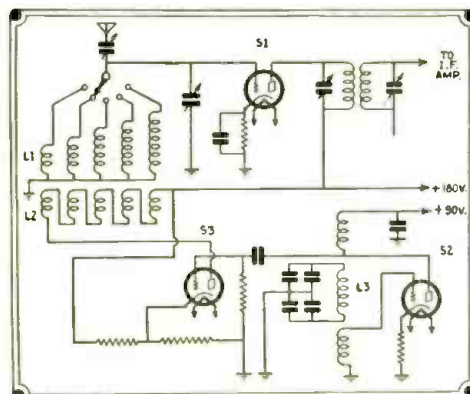 S1
TO
I.F.
AMP.
L1
+180V.
+90V.
L2
S3
S2
L3